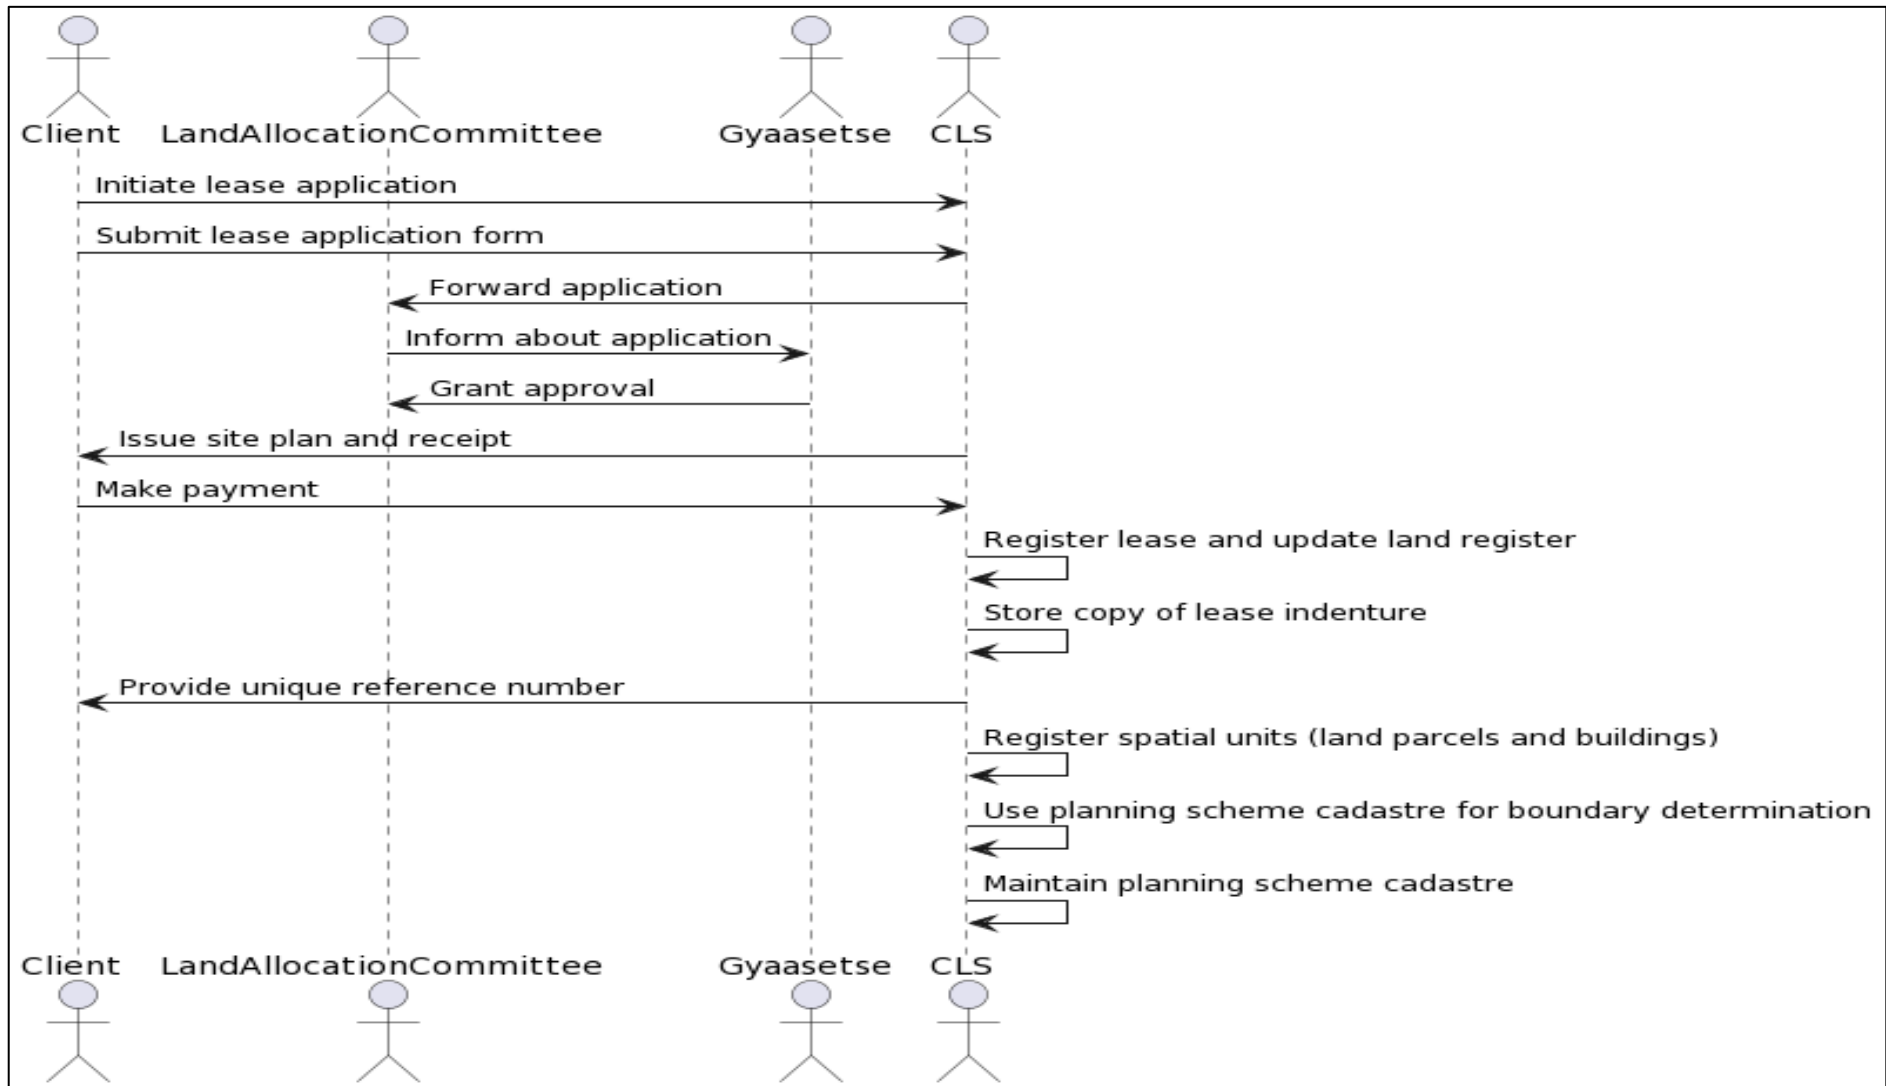 Client LandAllocationCommittee Gyaasetse CLS
Initiate lease application
Submit lease application form
Forward application
Inform about application
Grant approval
Issue site plan and receipt
Make payment
Register lease and update land register
Store copy of lease indenture
Provide unique reference number
Register spatial units (land parcels and buildings)
Use planning scheme cadastre for boundary determination
Maintain planning scheme cadastre
Client LandAllocationCommittee Gyaasetse CLS